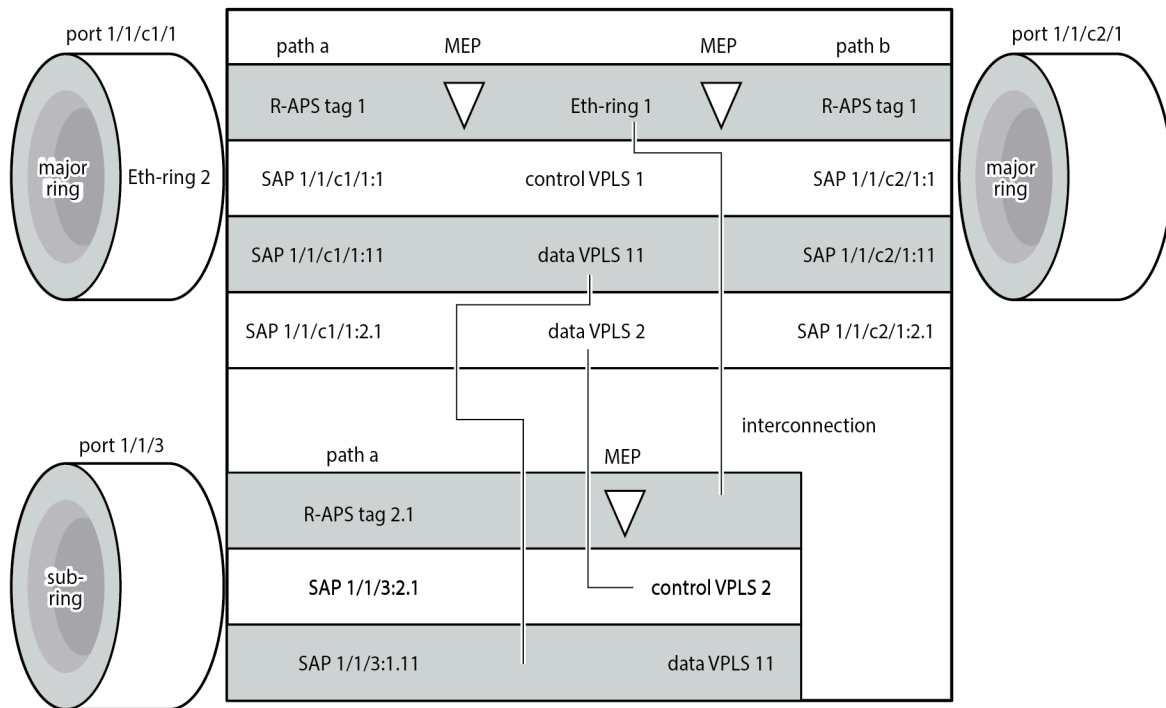 port 1/1/c1/1
port 1/1/c2/1
path a
MEP
MEP
path b
R-APS tag 1
Eth-ring 1
R-APS tag 1
major
ring
Eth-ring 2
SAP 1/1/c1/1:1
control VPLS 1
SAP 1/1/c2/1:1
major
ring
SAP 1/1/c1/1:11
data VPLS 11
SAP 1/1/c2/1:11
SAP 1/1/c1/1:2.1
data VPLS 2
SAP 1/1/c2/1:2.1
interconnection
port 1/1/3
path a
MEP
R-APS tag 2.1
sub-
ring
SAP 1/1/3:2.1
control VPLS 2
SAP 1/1/3:1.11
data VPLS 11